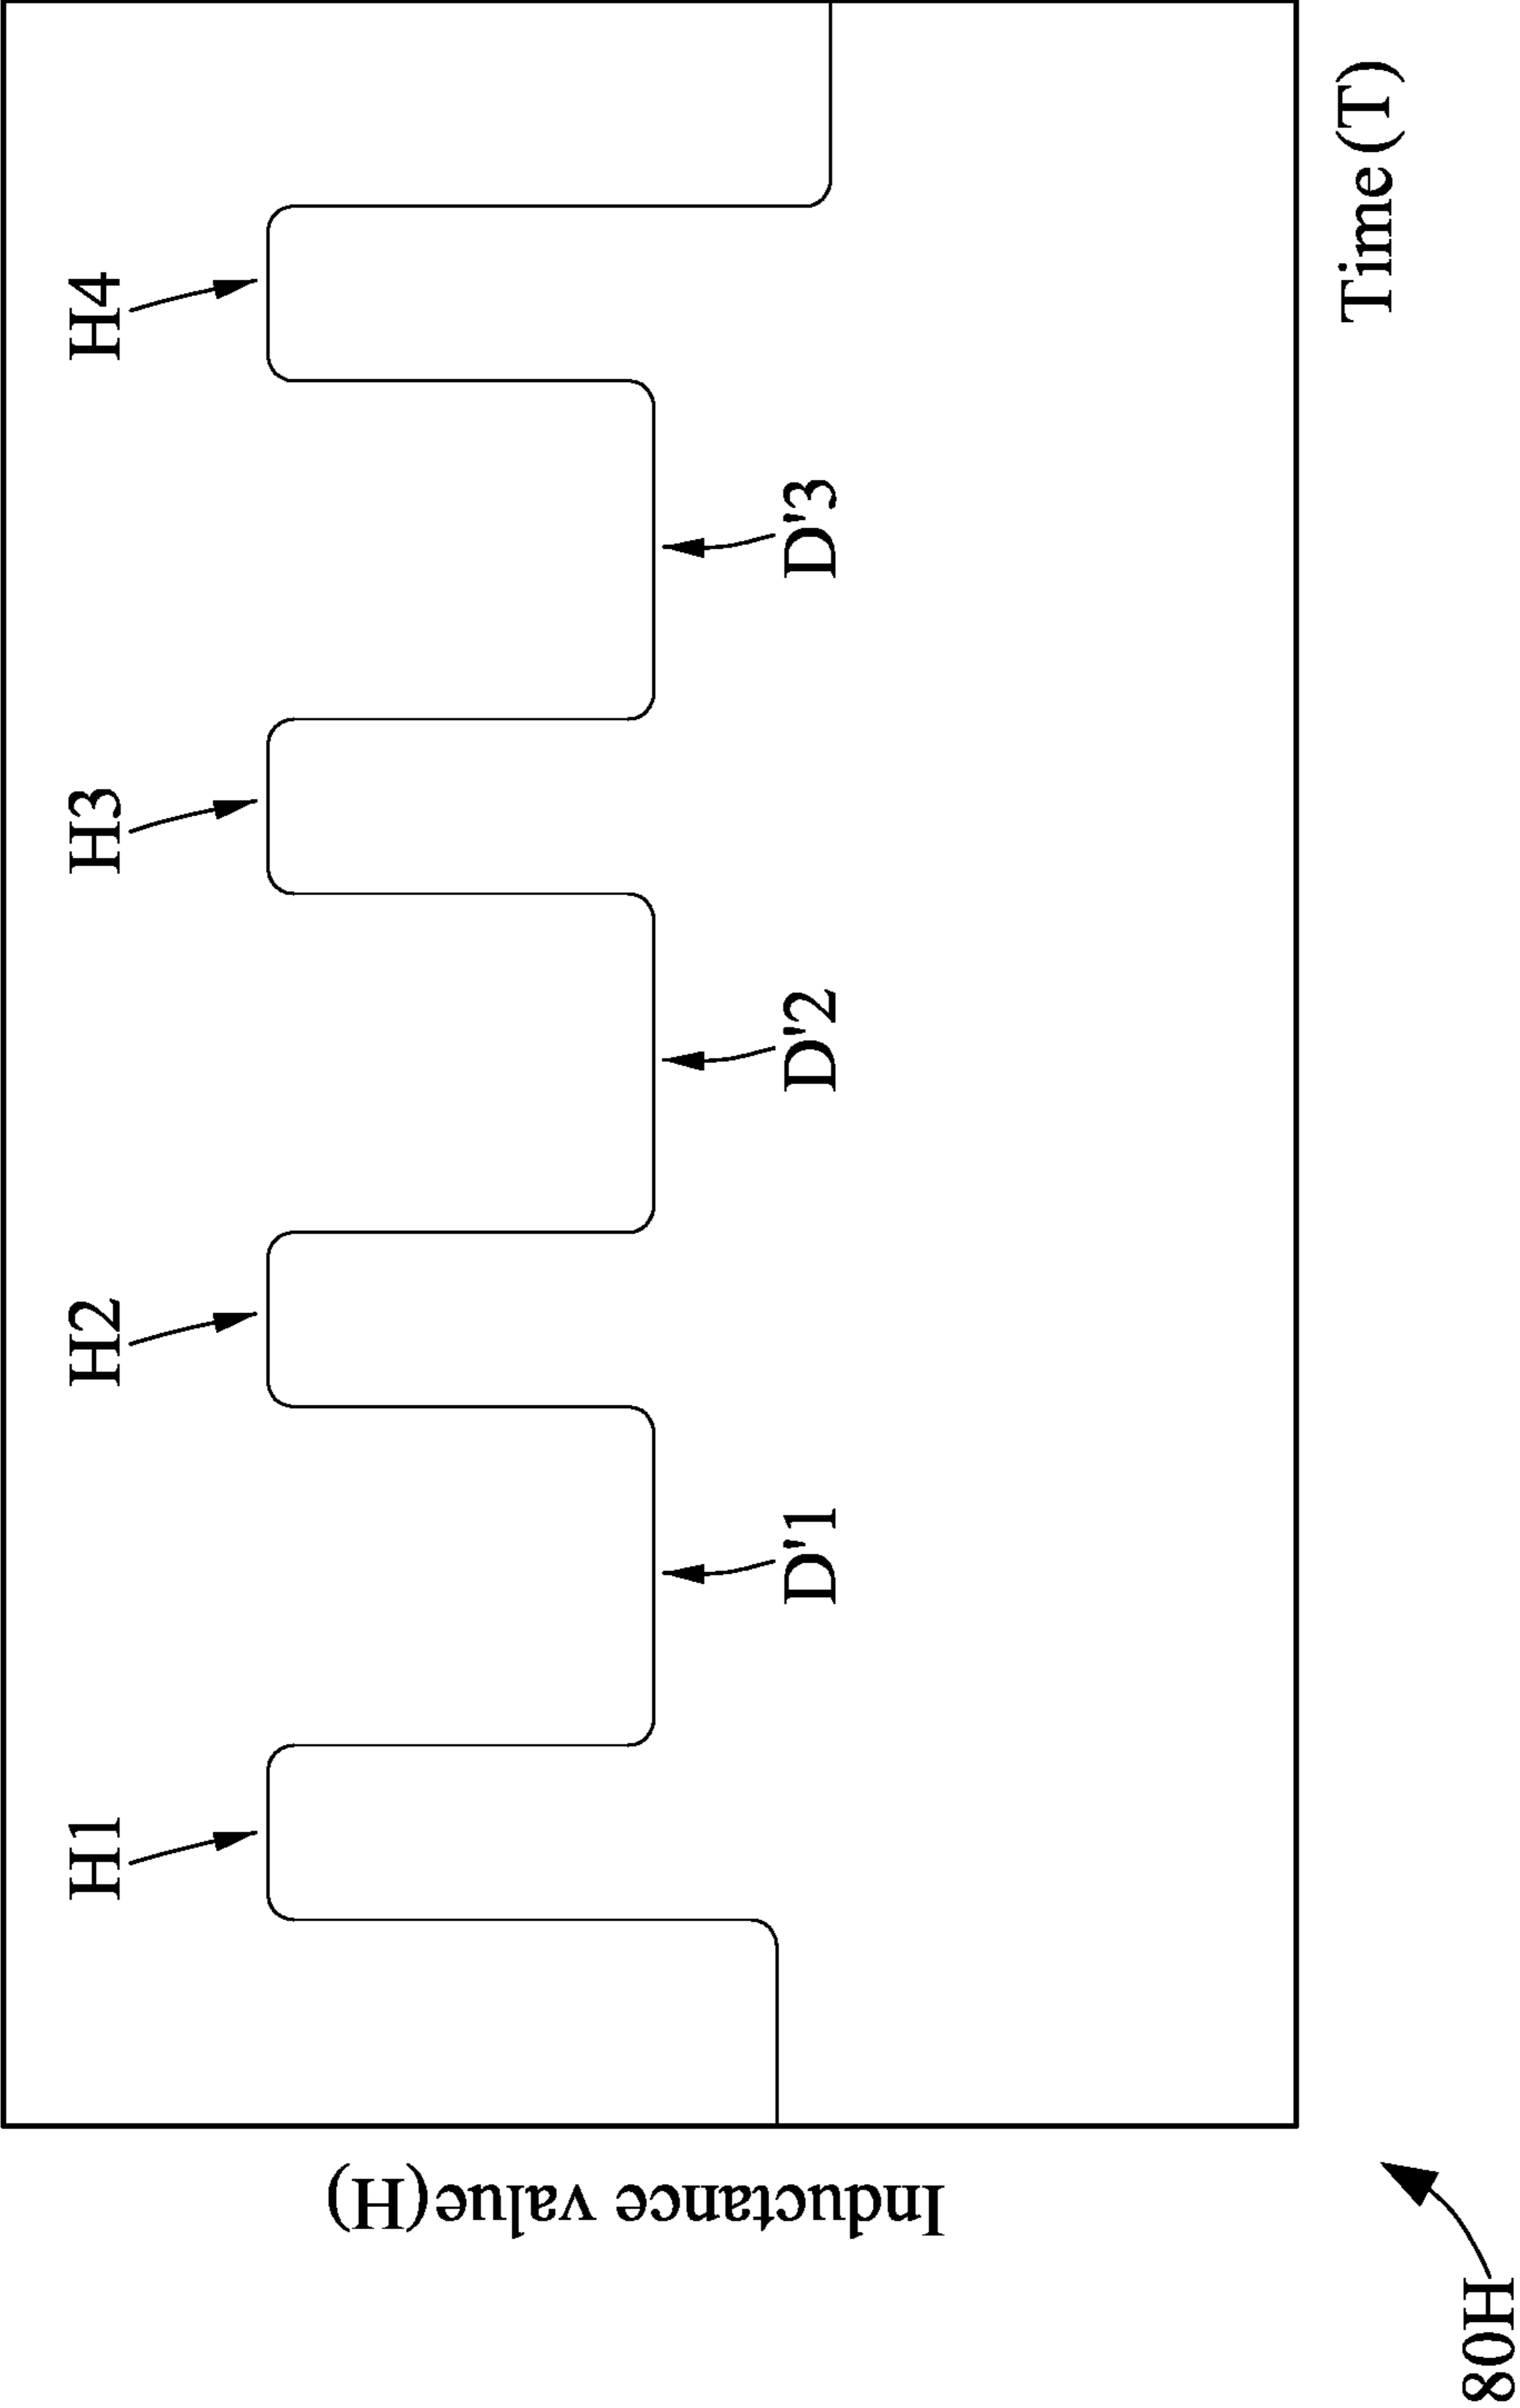 H1
H2
H3
H4
D'1
D'2
D'3
Inductance value(H)
Time(T)
80H